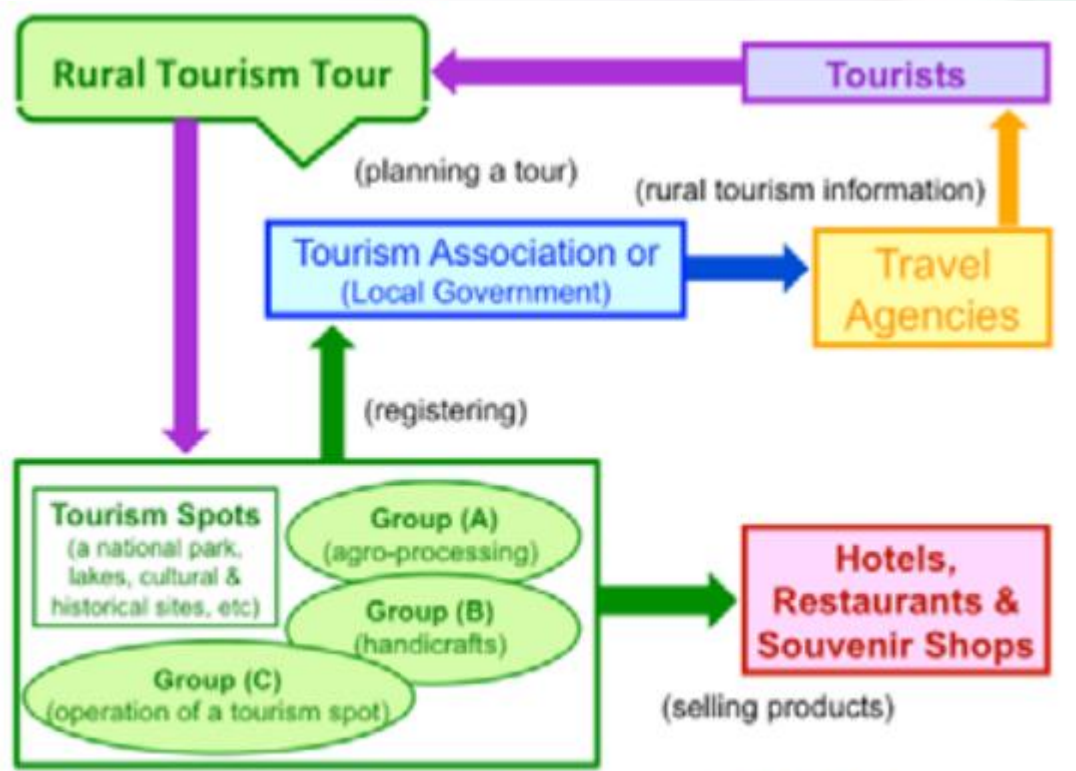 Rural Tourism Tour
Tourists
(planning a tour)
(rural tourism information)
Tourism Association or
(Local Government)
Travel
Agencies
(registering)
Tourism Spots
(a national park,
lakes, cultural &
historical sites, etc)
Group (A)
(agro-processing)
Group (B)
(handicrafts)
Group (C)
(operation of a tourism spot)
Hotels,
Restaurants &
Souvenir Shops
(selling products)